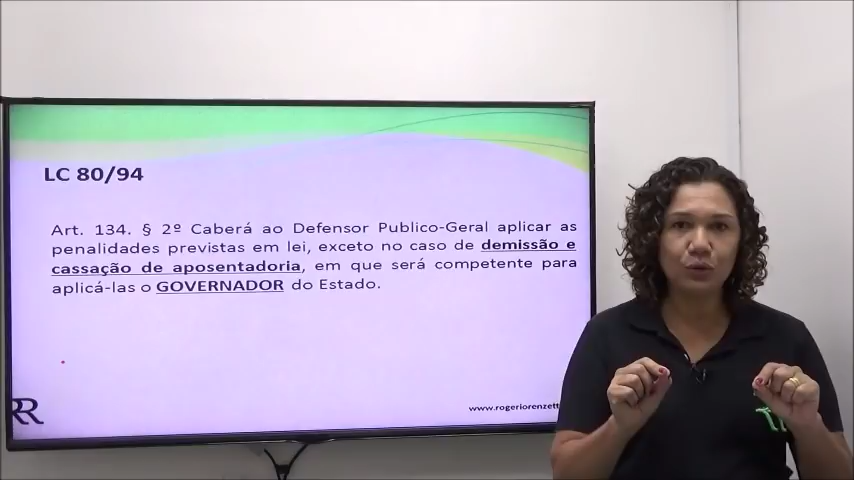 LC 80/94
Art. 134. § 2º Caberá ao Defensor Publico-Geral aplicar as
penalidades previstas em lei, exceto no caso de demissão e
cassação de aposentadoria, em que será competente para
aplicá-las o GOVERNADOR do Estado.
RR
www.rogeriorenzett